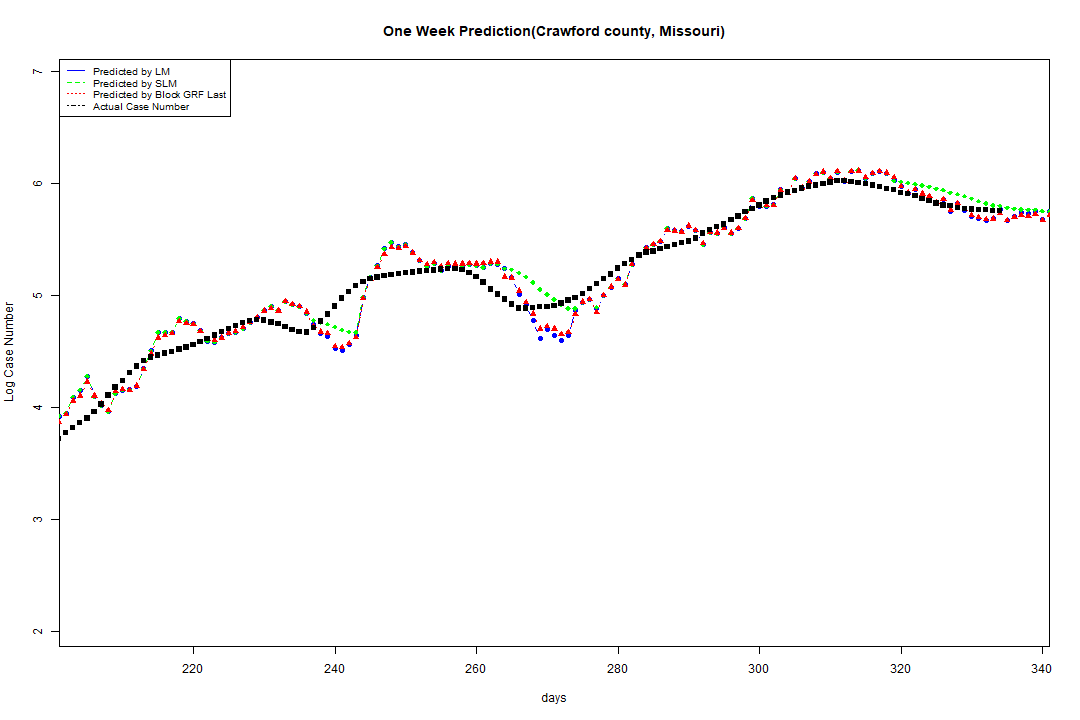 One Week Prediction(Crawford county, Missouri)
Predicted by LM
Predicted by SLM
Predicted by Block GRF Last
Actual Case Number
7
6
5
4
3
2
Log Case Number
220 240 260 280 300 320 340
days